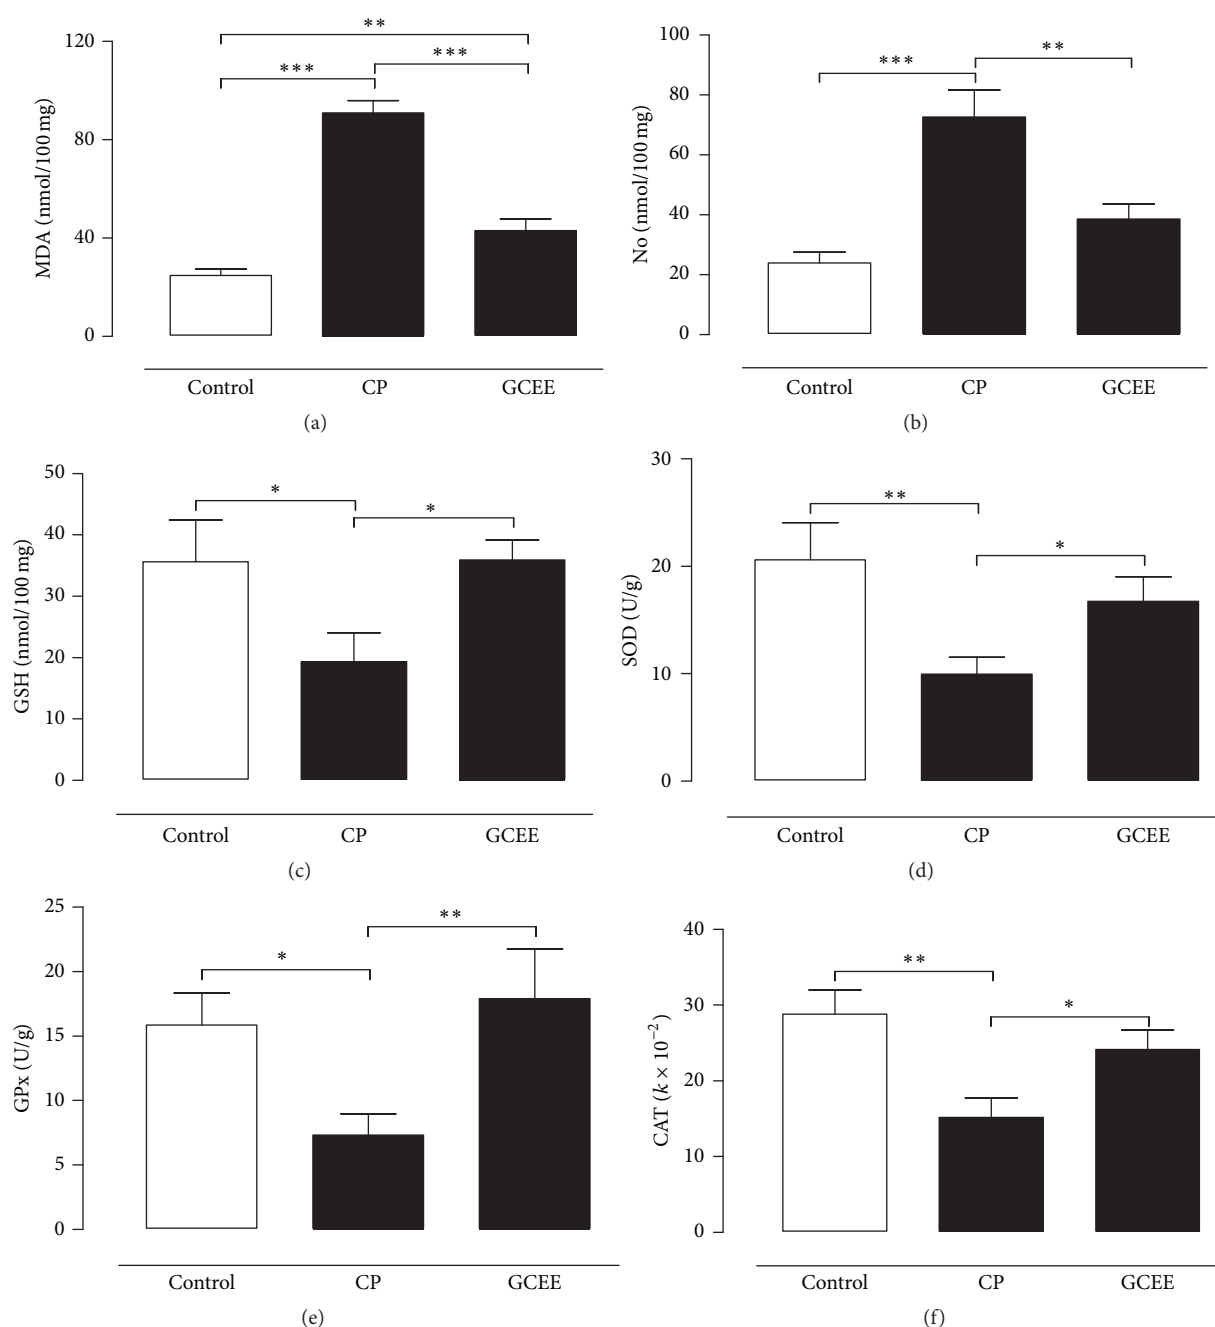 ** 
*** ***
120
80
40
0
MDA (nmol/100 mg)
Control CP GCEE
(a)
*** **
100
80
60
40
20
0
No (nmol/100 mg)
Control CP GCEE
(b)
* *
50
40
30
20
10
0
GSH (nmol/100 mg)
Control CP GCEE
(c)
** *
30
20
10
0
SOD (U/g)
Control CP GCEE
(d)
* **
25
20
15
10
5
0
GPx (U/g)
Control CP GCEE
(e)
** *
40
30
20
10
0
CAT (k × 10⁻²)
Control CP GCEE
(f)